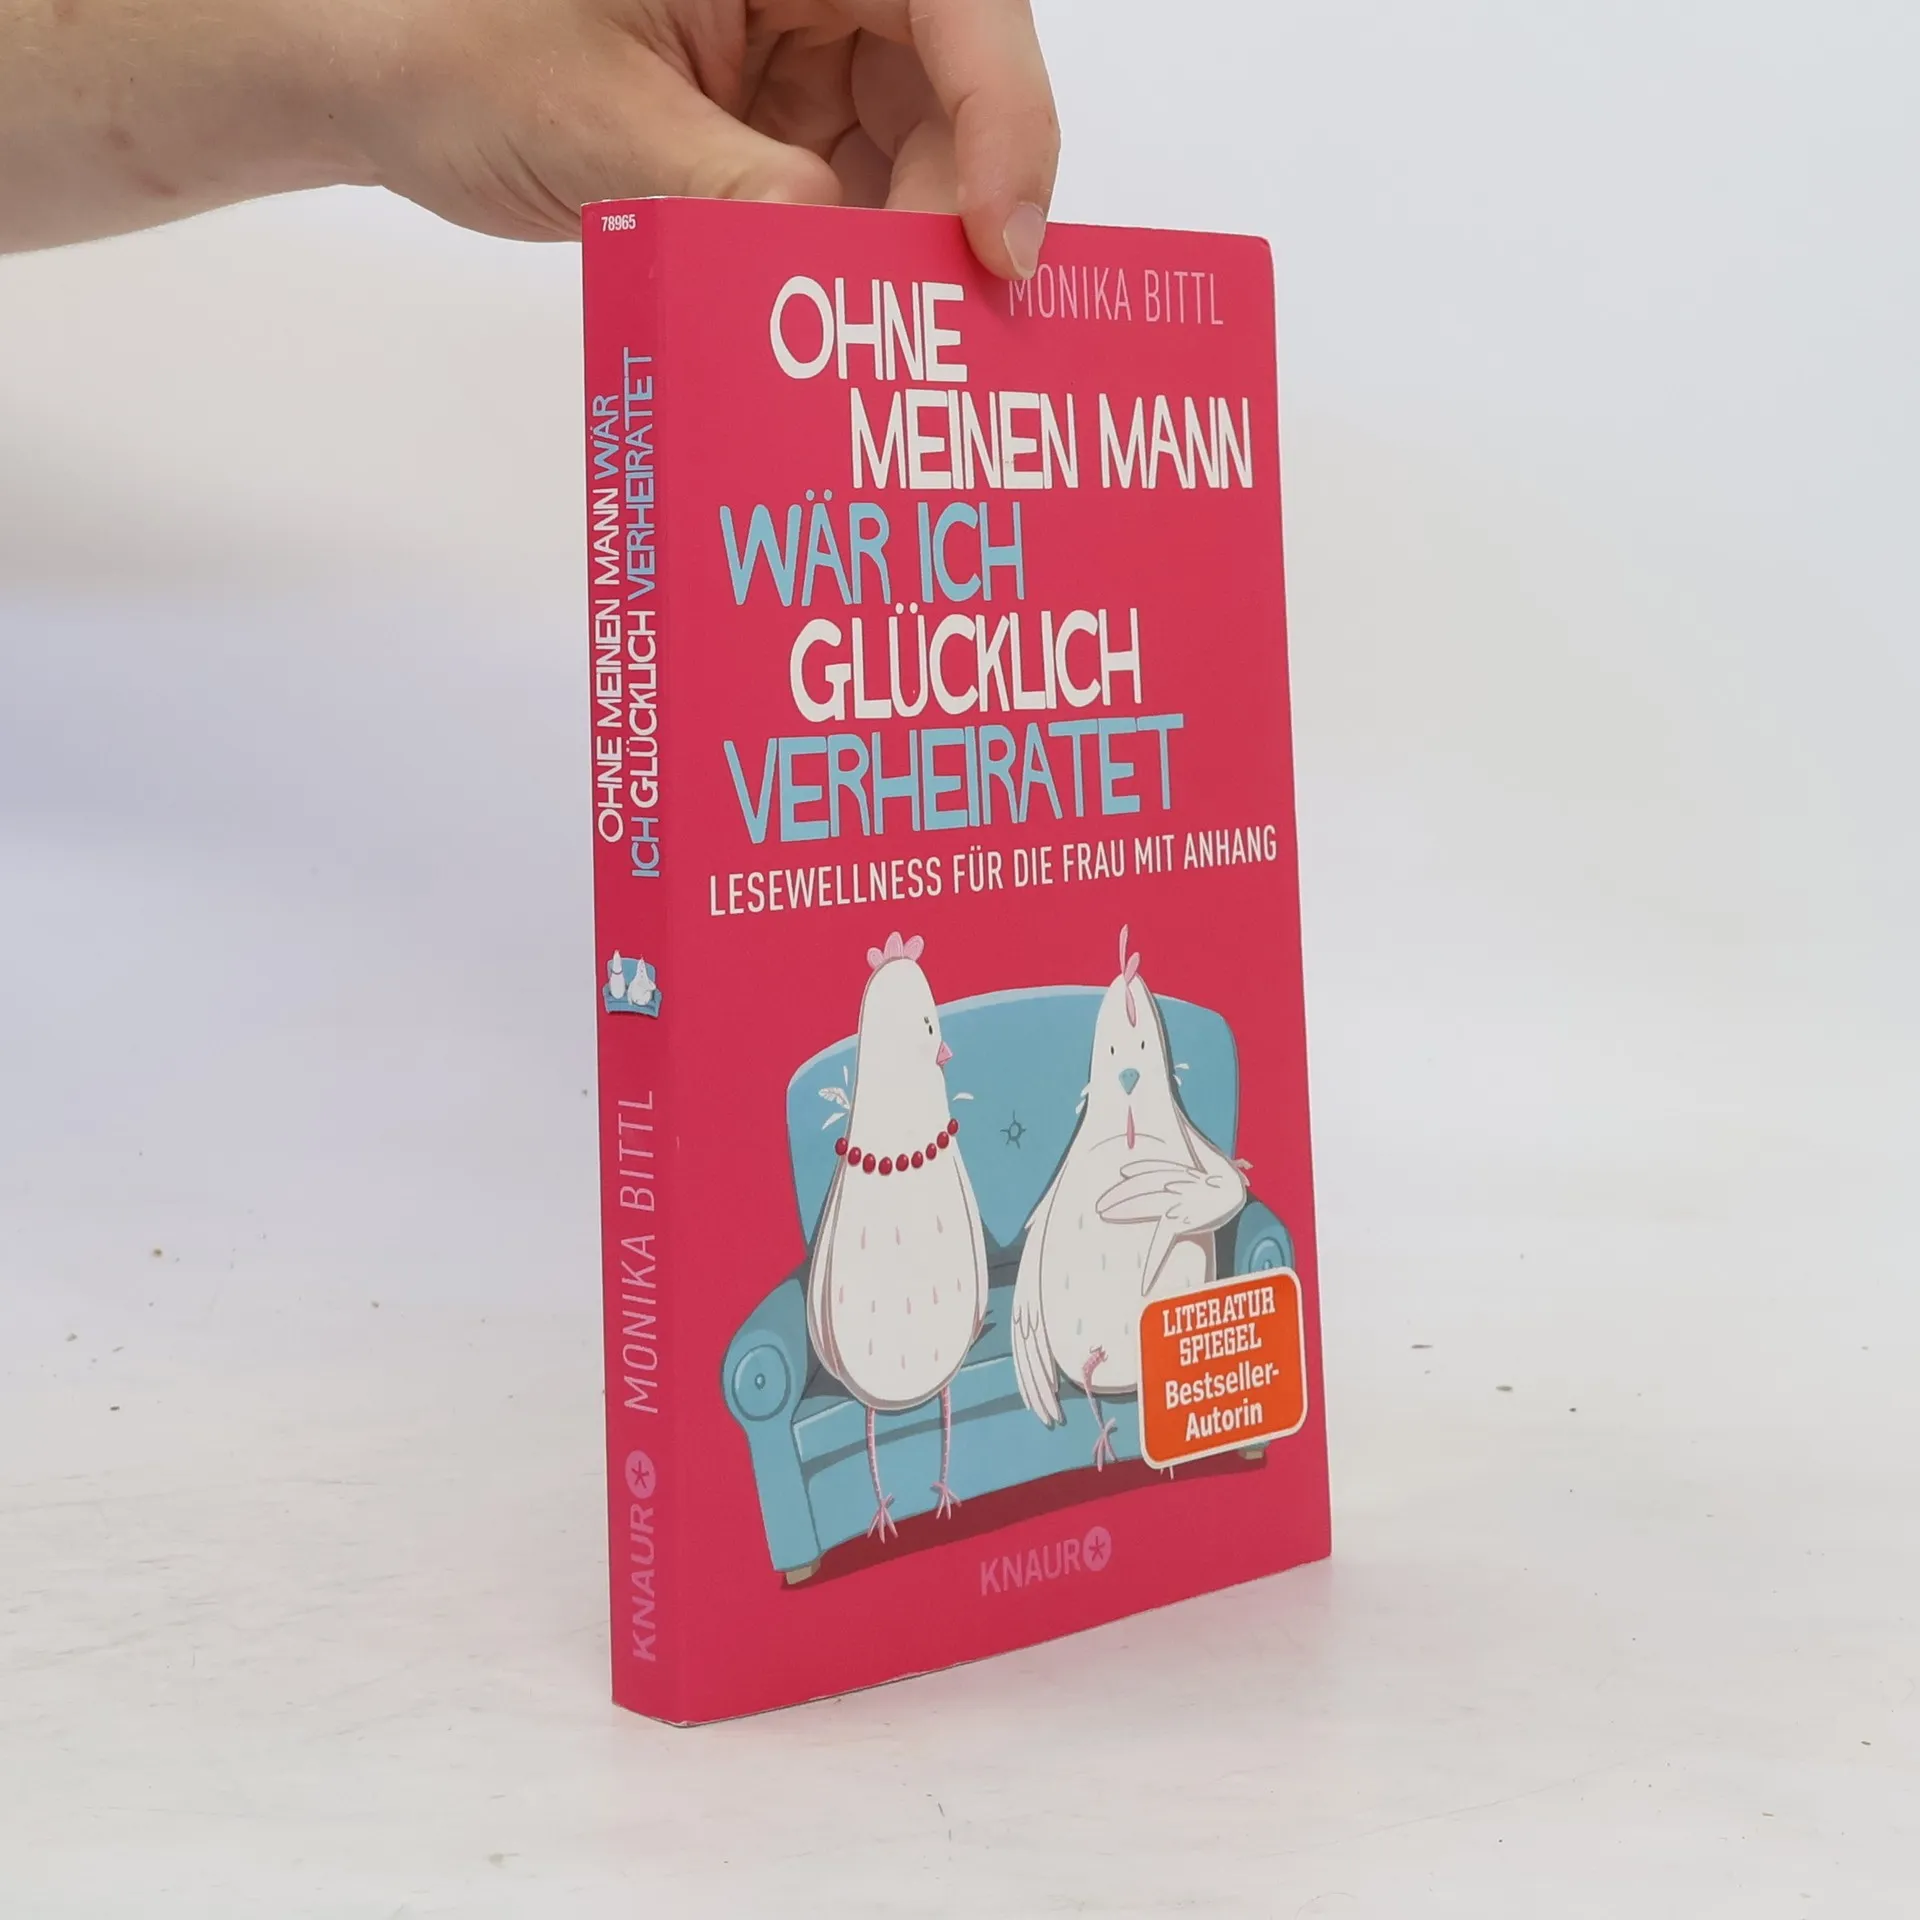 78965
OHNE MEINEN MANN WÄR
ICH GLÜCKLICH VERHEIRATET
MONIKA BITTL
KNAUR
MONIKA BITTL
OHNE
MEINEN MANN
WÄR ICH
GLÜCKLICH
VERHEIRATET
LESEWELLNESS FÜR DIE FRAU MIT ANHANG
LITERATUR
SPIEGEL
Bestseller-
Autorin
KNAUR